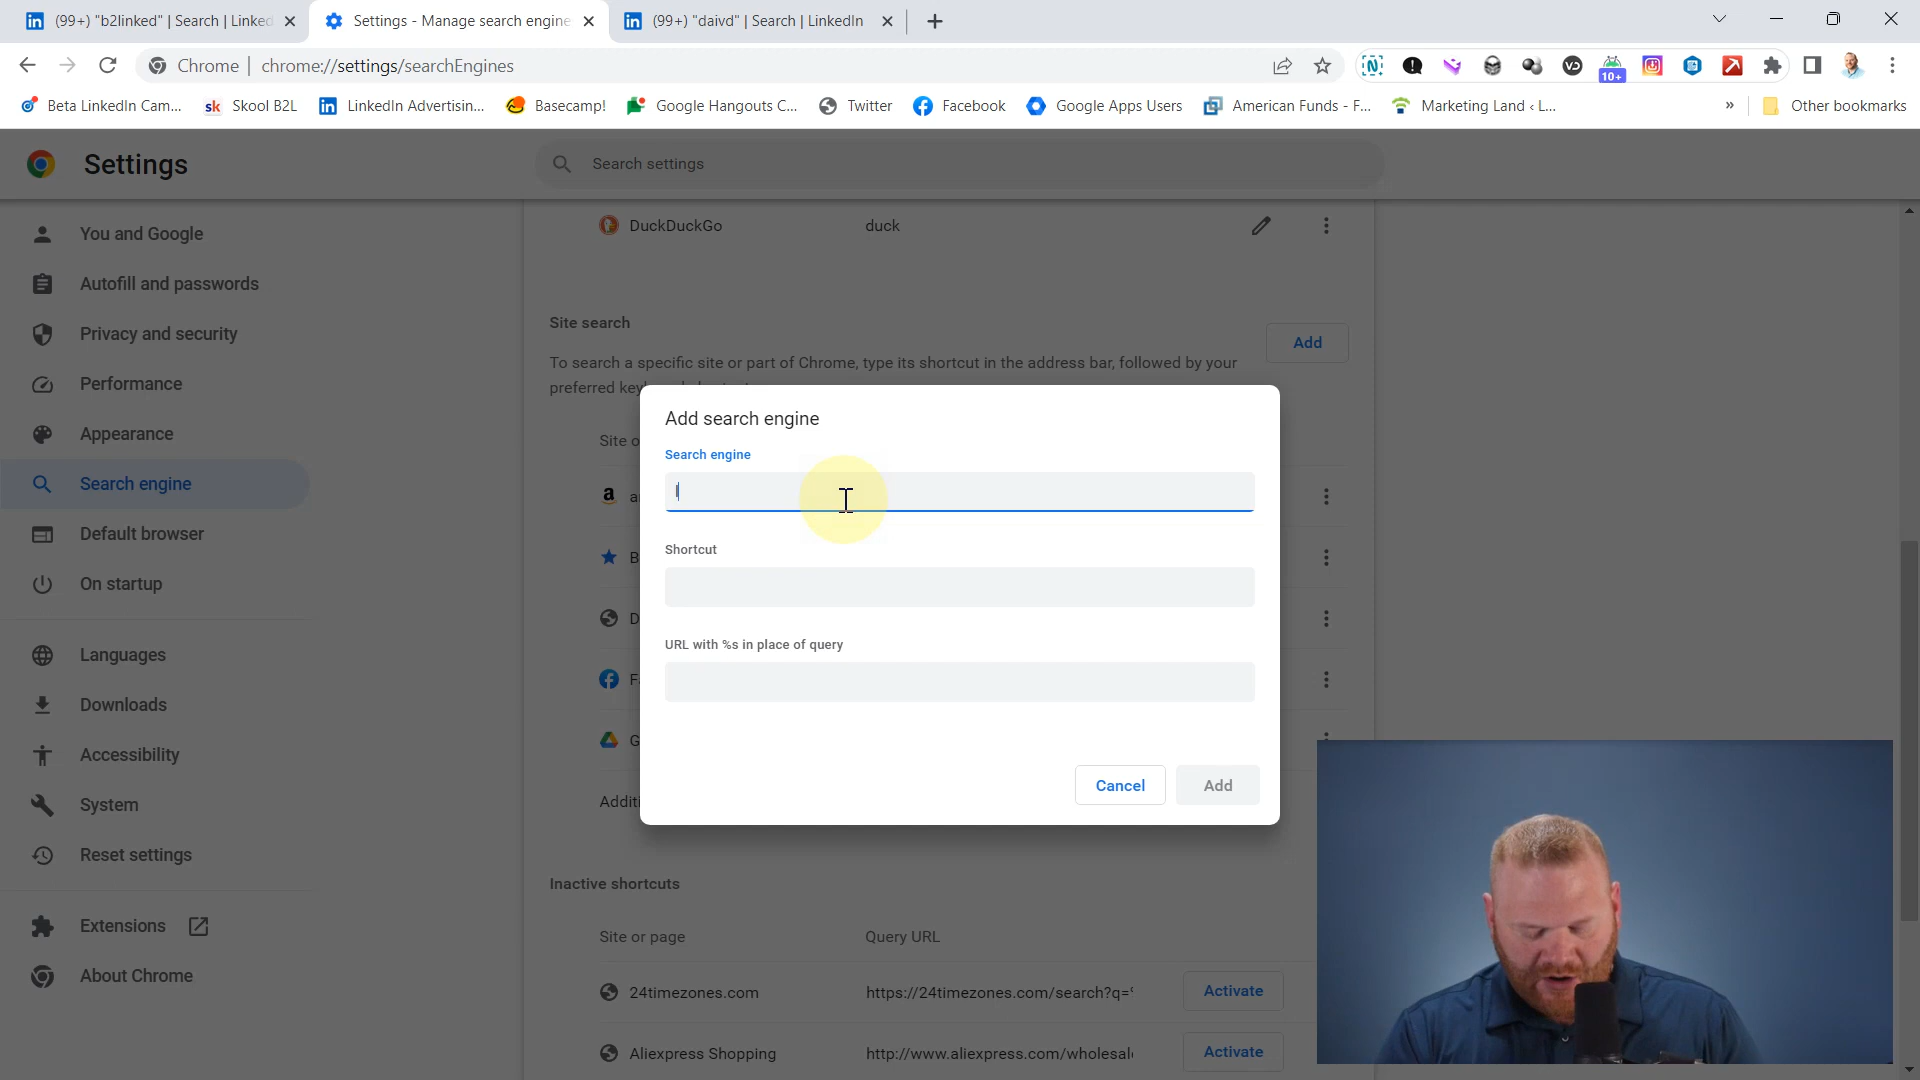 (99+) "b2linked" | Search | Linked
Settings - Manage search engine
(99+) "daivd" | Search | LinkedIn
Chrome | chrome://settings/searchEngines
10+
Beta LinkedIn Cam...
Skool B2L
LinkedIn Advertisin...
Basecamp!
Google Hangouts C...
Twitter
Facebook
Google Apps Users
American Funds - F...
Marketing Land ‹ L...
»
Other bookmarks
Settings
Search settings
You and Google
Autofill and passwords
Privacy and security
Performance
Appearance
Search engine
Default browser
On startup
Languages
Downloads
Accessibility
System
Reset settings
Extensions
About Chrome
DuckDuckGo
duck
Site search
Add
To search a specific site or part of Chrome, type its shortcut in the address bar, followed by your
preferred
Site
Add search engine
Search engine
l
Shortcut
URL with %s in place of query
Cancel
Add
Inactive shortcuts
Site or page
Query URL
24timezones.com
https://24timezones.com/search?q=
Activate
Aliexpress Shopping
http://www.aliexpress.com/wholesal
Activate